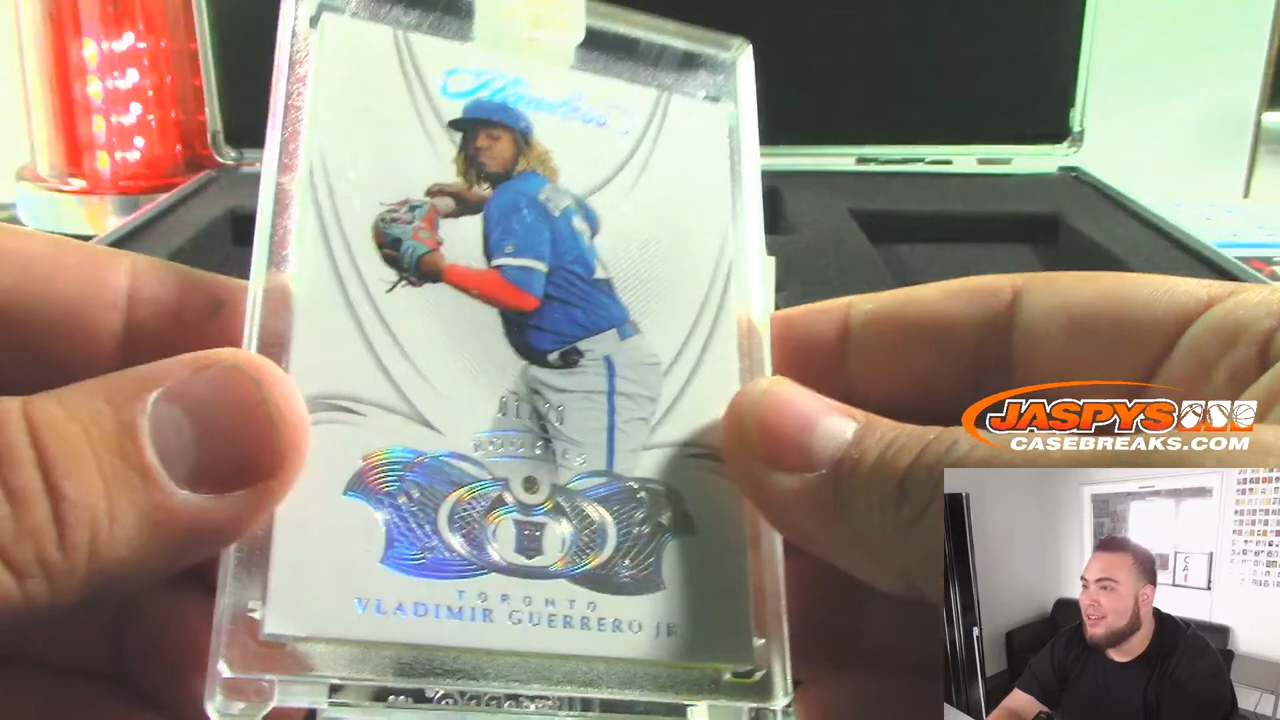 Flawless
TORONTO
VLADIMIR GUERRERO JR
JASPYS
CASEBREAKS.COM